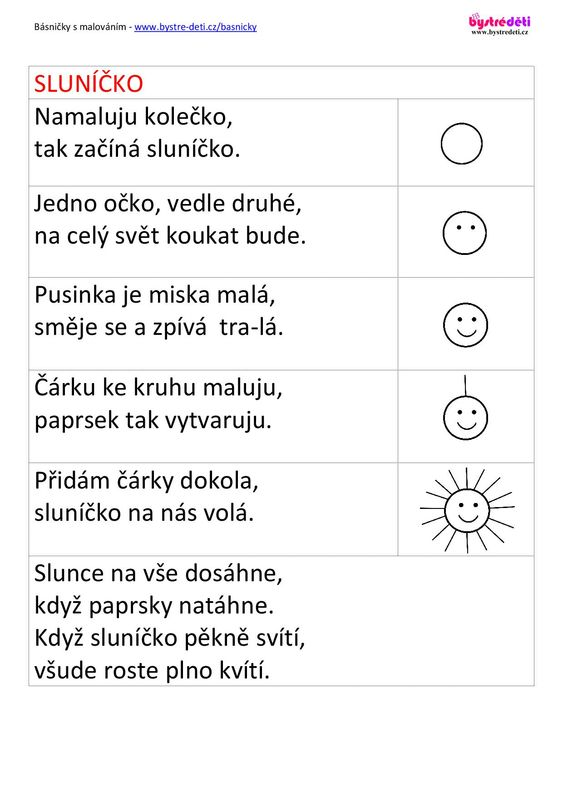 Básničky s malováním - www.bystre-deti.cz/basnicky
bystréděti
www.bystredeti.cz
SLUNÍČKO
Namaluju kolečko,
tak začíná sluníčko.
Jedno očko, vedle druhé,
na celý svět koukat bude.
Pusinka je miska malá,
směje se a zpívá  tra-lá.
Čárku ke kruhu maluju,
paprsek tak vytvaruju.
Přidám čárky dokola,
sluníčko na nás volá.
Slunce na vše dosáhne,
když paprsky natáhne.
Když sluníčko pěkně svítí,
všude roste plno kvítí.